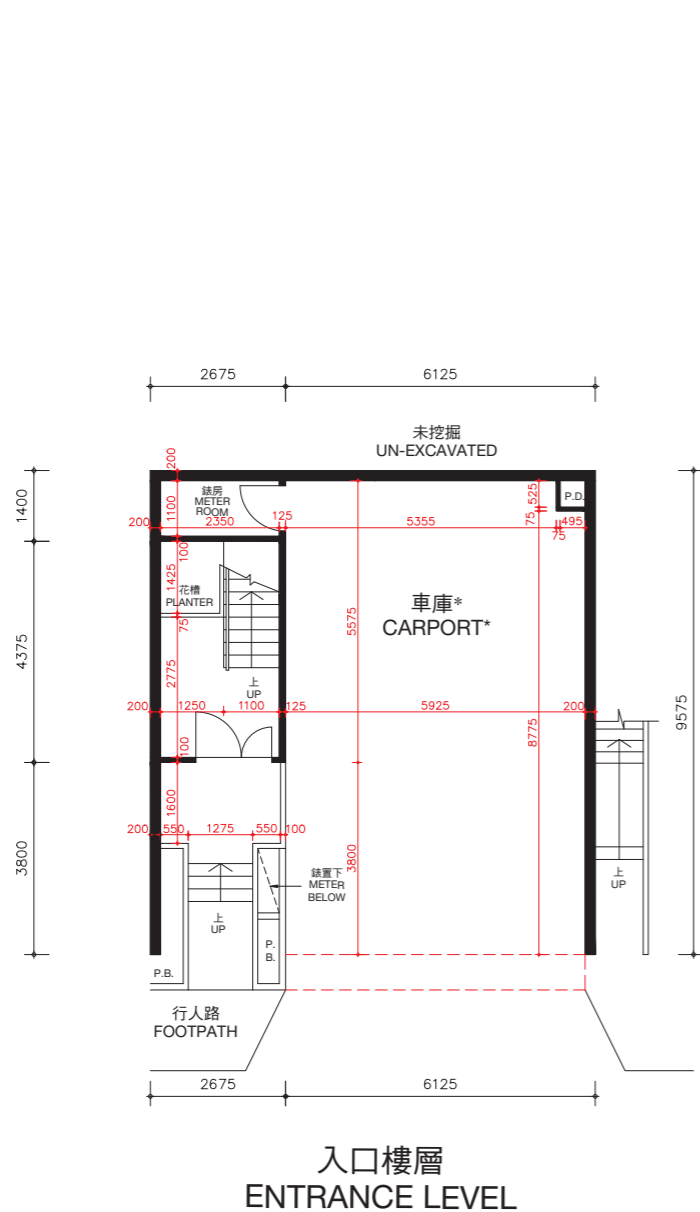 2675
6125
未挖掘
UN-EXCAVATED
200
1400
1100
錶房
METER
ROOM
200
2350
125
5355
525
75
P.D.
495
75
100
1425
花槽
PLANTER
75
車庫*
CARPORT*
5575
4375
2775
上
UP
200
1250
1100
125
5925
200
9575
8775
100
1600
200
550
1275
550
100
3800
3800
錶置下
METER
BELOW
上
UP
上
UP
P.
B.
P.B.
行人路
FOOTPATH
2675
6125
入口樓層
ENTRANCE LEVEL